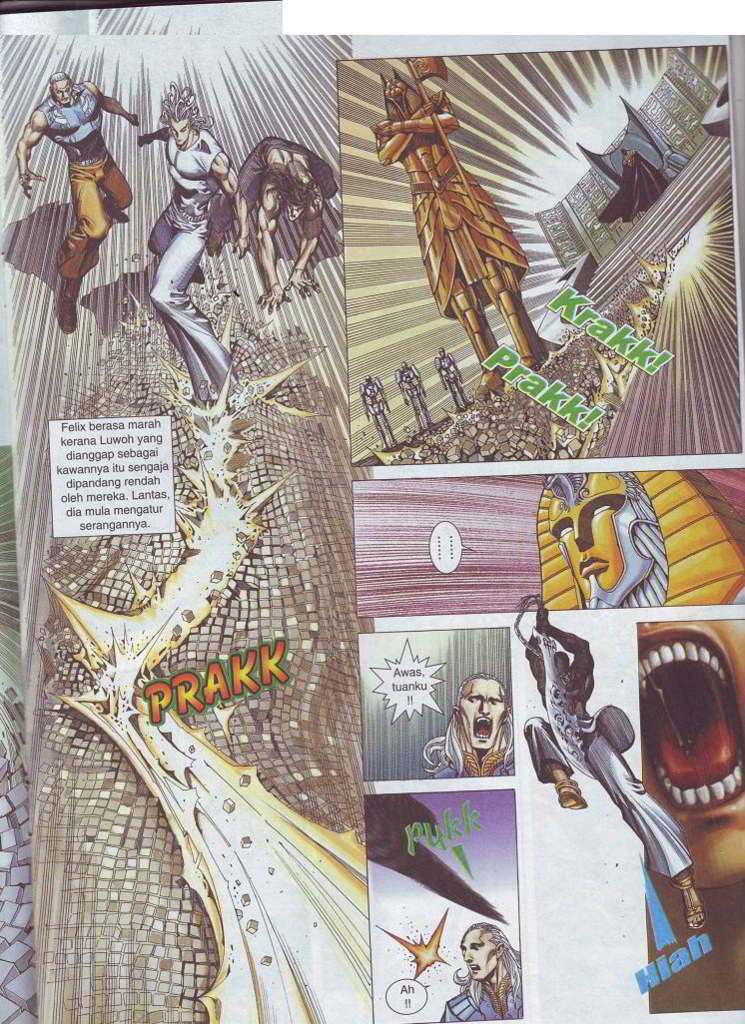 Felix berasa marah
kerana Luwoh yang
dianggap sebagai
kawannya itu sengaja
dipandang rendah
oleh mereka. Lantas,
dia mula mengatur
serangannya.
PRAKK
Krakk!
Prakk!
Awas,
tuanku
!!
pukk
Ah
!!
Hiah